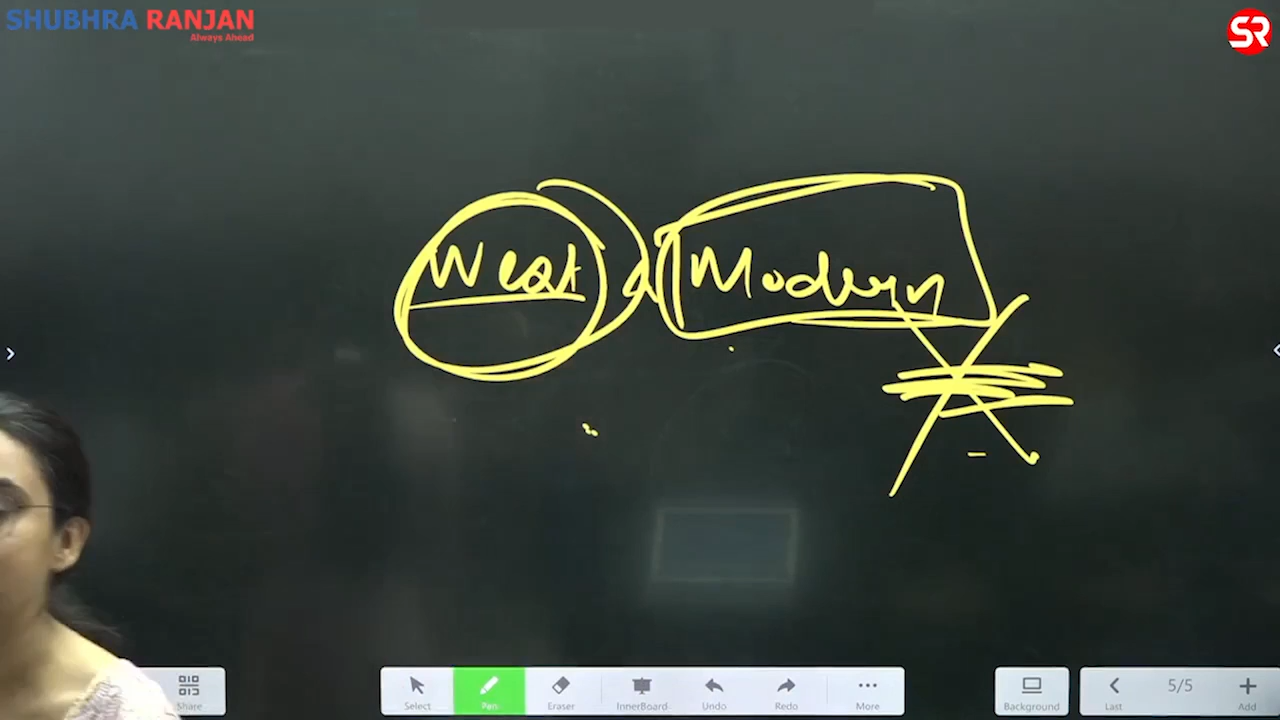 SHUBHRA RANJAN
Always Ahead
SR
West & Modern
Share
Select
Pen
Eraser
InnerBoard
Undo
Redo
More
Background
Last
5/5
Add